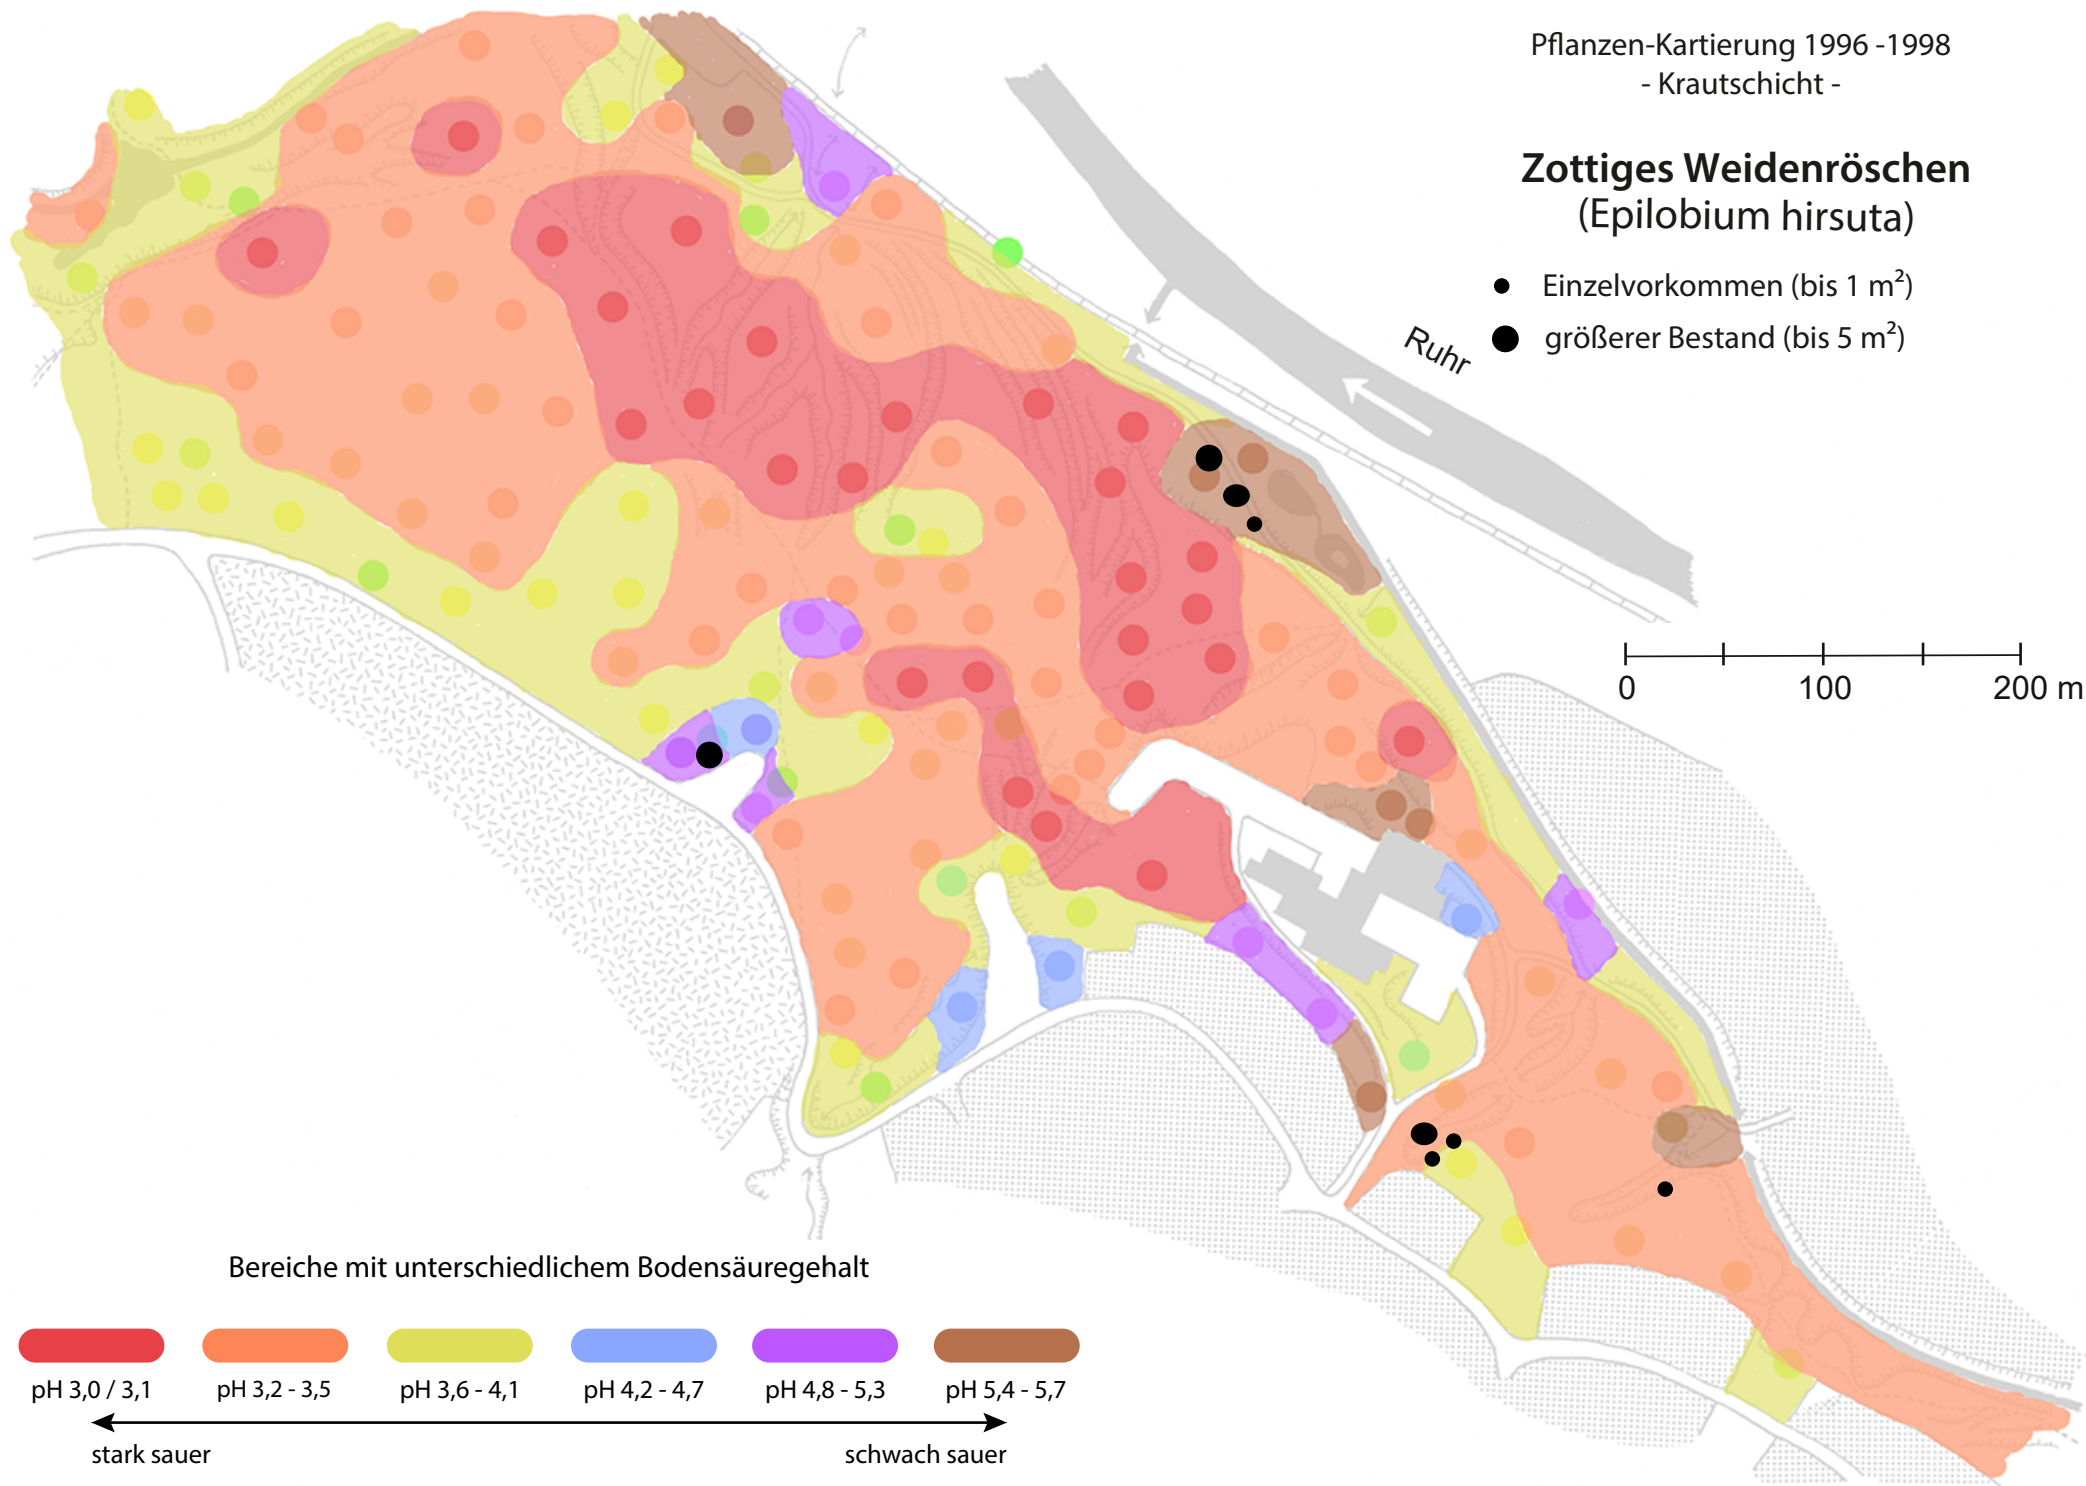 Pflanzen-Kartierung 1996 -1998
- Krautschicht -
Zottiges Weidenröschen
(Epilobium hirsuta)
Einzelvorkommen (bis 1 m²)
größerer Bestand (bis 5 m²)
Ruhr
0 100 200 m
Bereiche mit unterschiedlichem Bodensäuregehalt
pH 3,0 / 3,1 pH 3,2 - 3,5 pH 3,6 - 4,1 pH 4,2 - 4,7 pH 4,8 - 5,3 pH 5,4 - 5,7
stark sauer schwach sauer